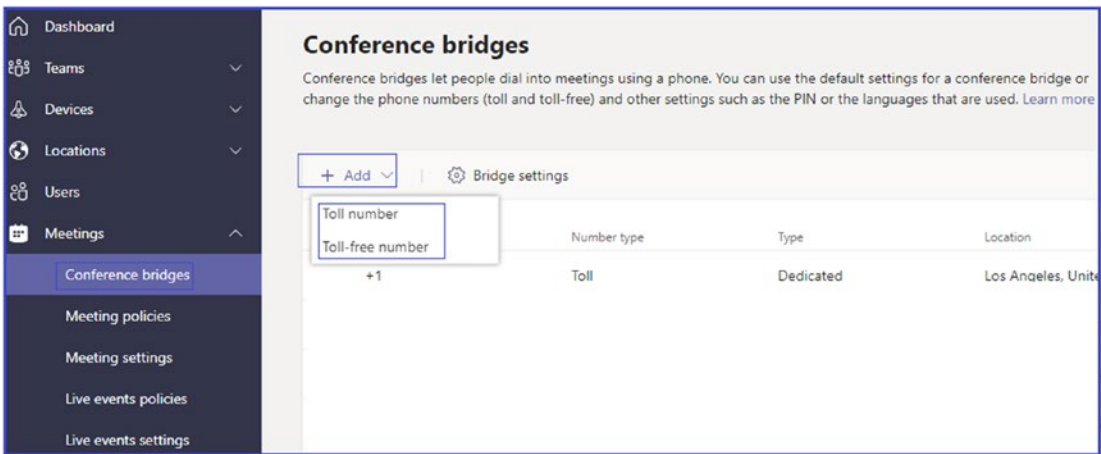 Dashboard
Teams
Devices
Locations
Users
Meetings
Conference bridges
Meeting policies
Meeting settings
Live events policies
Live events settings
Conference bridges
Conference bridges let people dial into meetings using a phone. You can use the default settings for a conference bridge or
change the phone numbers (toll and toll-free) and other settings such as the PIN or the languages that are used. Learn more
+ Add
Bridge settings
Toll number
Toll-free number
Number type Type Location
+1 Toll Dedicated Los Angeles, Unite